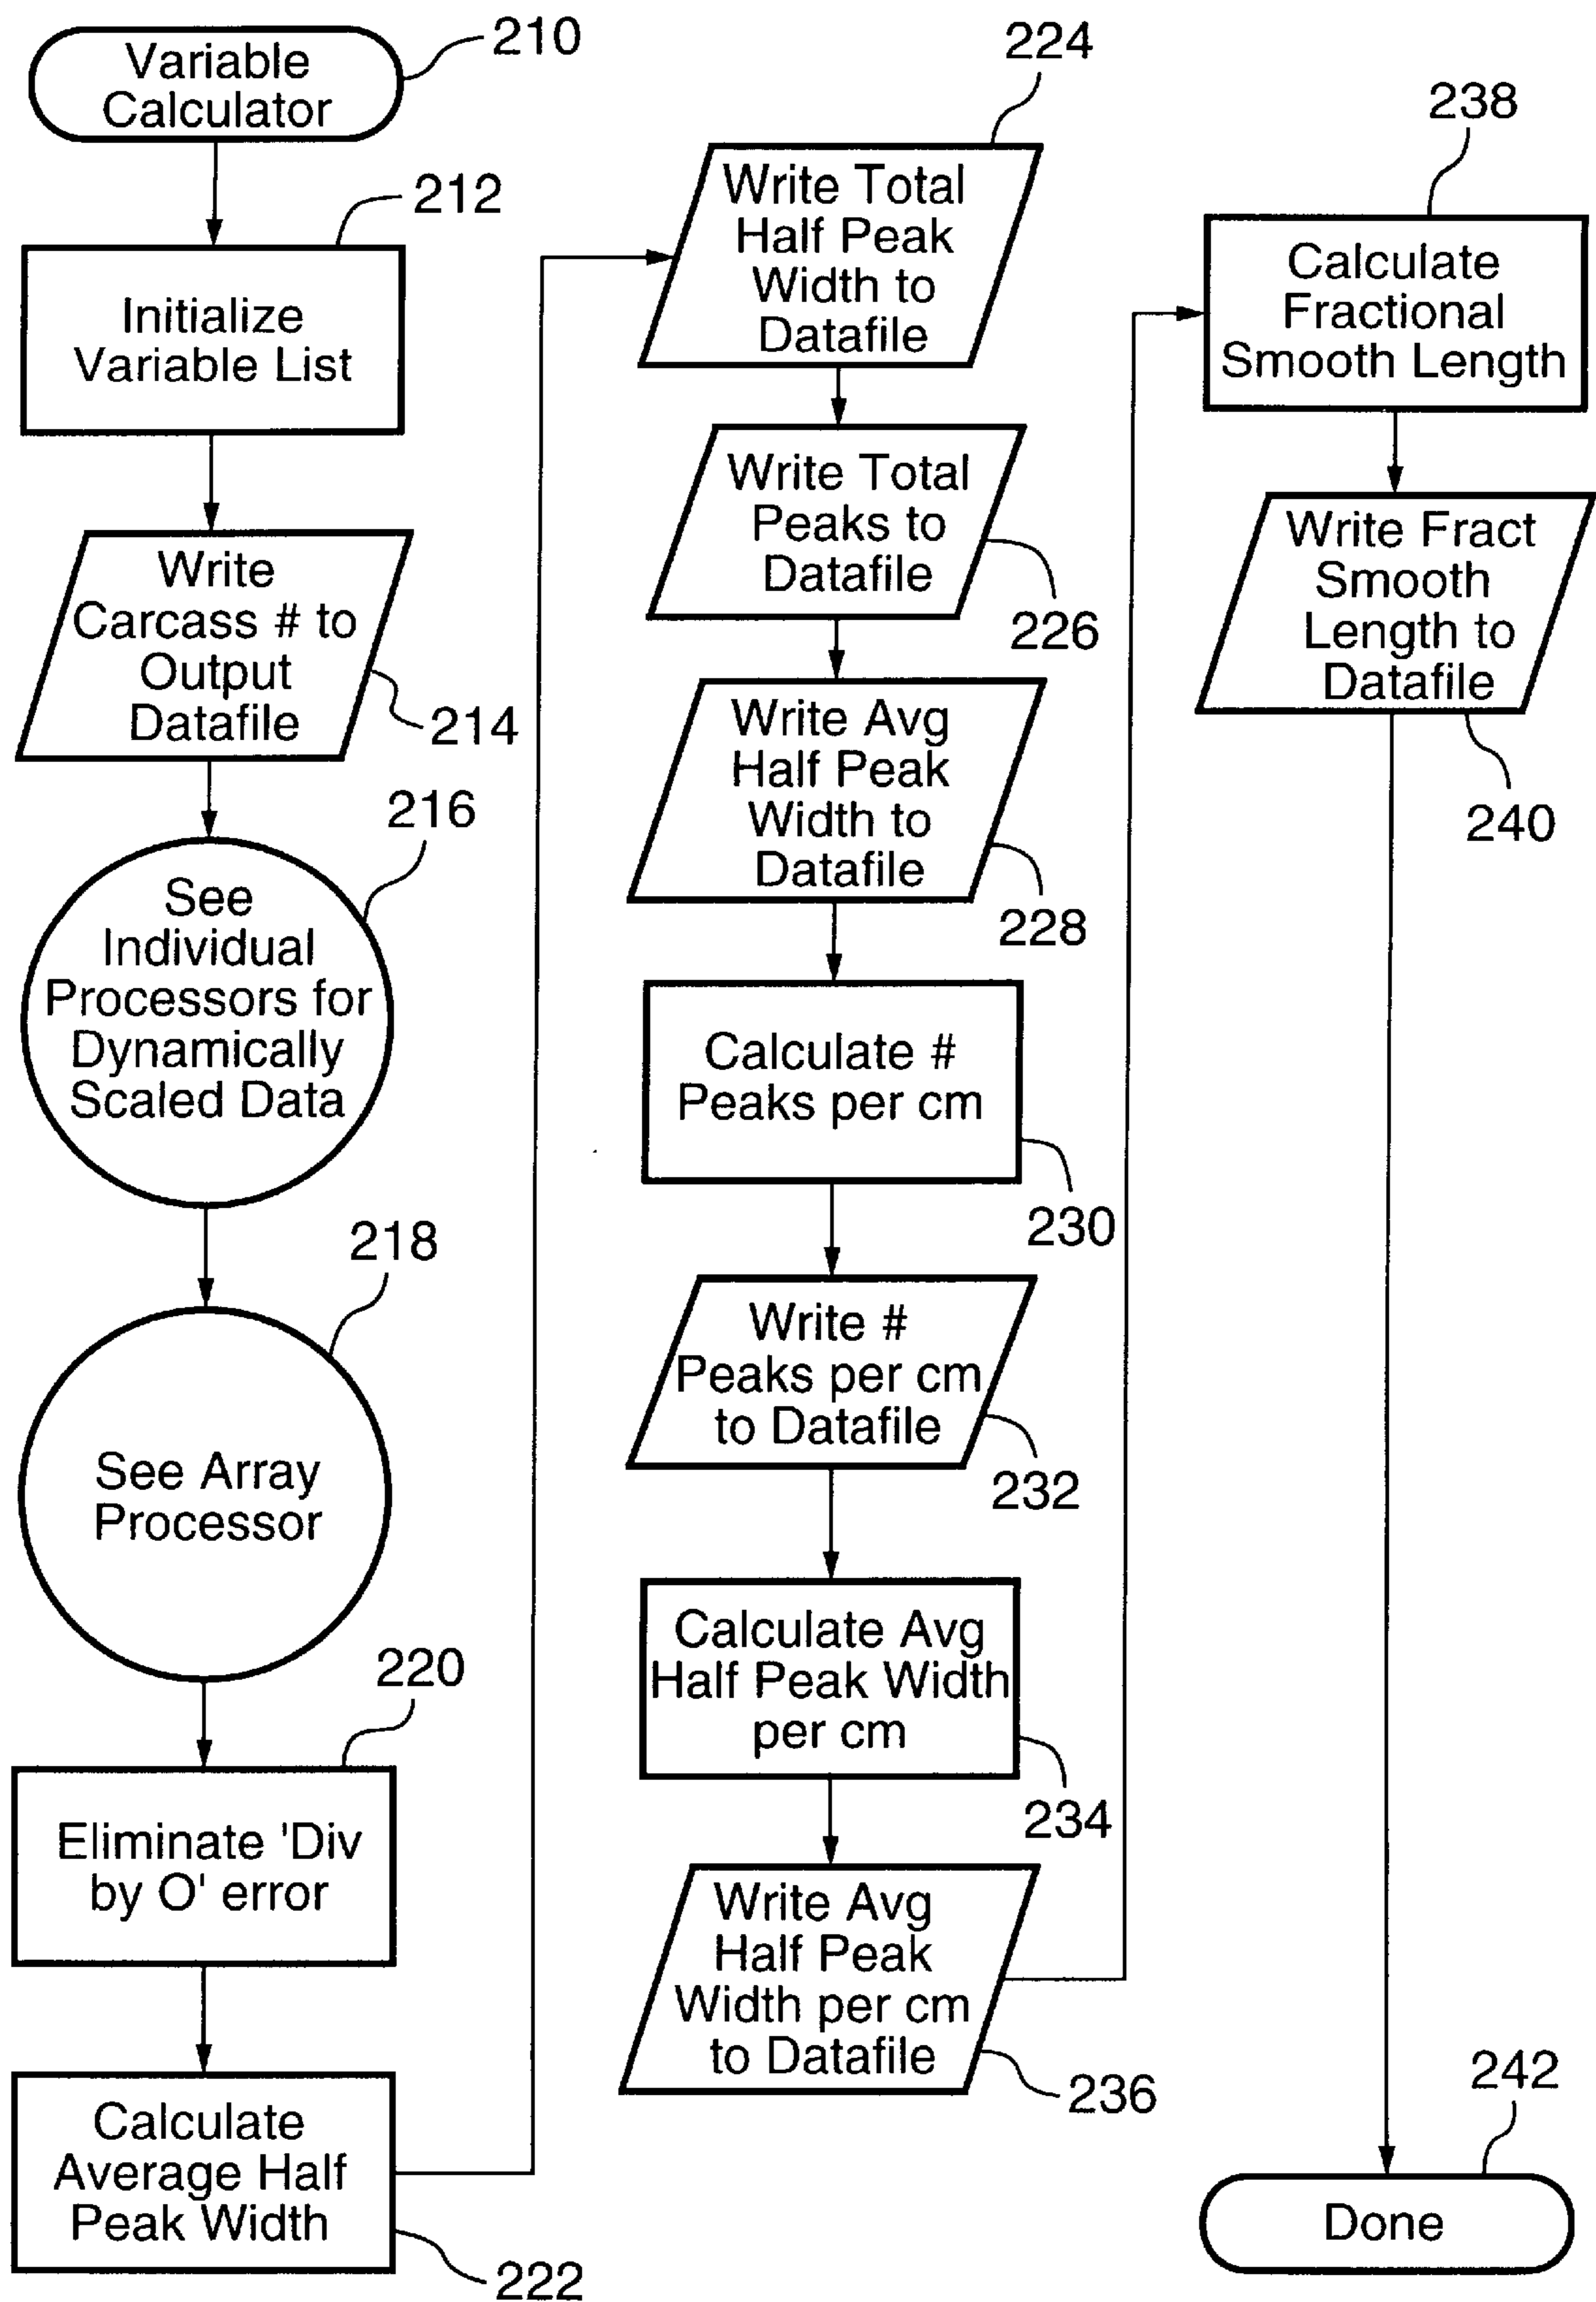 Variable
Calculator
210
212
Initialize
Variable List
Write
Carcass # to
Output
Datafile
214
216
See
Individual
Processors for
Dynamically
Scaled Data
218
See Array
Processor
220
Eliminate 'Div
by O' error
Calculate
Average Half
Peak Width
222
224
Write Total
Half Peak
Width to
Datafile
Write Total
Peaks to
Datafile
226
Write Avg
Half Peak
Width to
Datafile
228
Calculate #
Peaks per cm
230
Write #
Peaks per cm
to Datafile
232
Calculate Avg
Half Peak Width
per cm
234
Write Avg
Half Peak
Width per cm
to Datafile
236
238
Calculate
Fractional
Smooth Length
Write Fract
Smooth
Length to
Datafile
240
242
Done